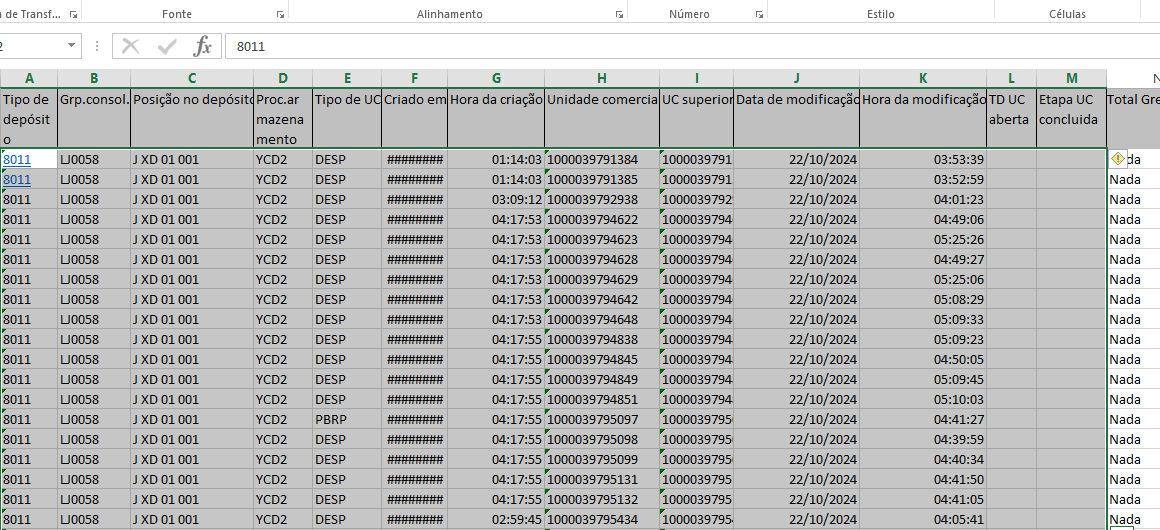 de Transf... Fonte Alinhamento Número Estilo Células
2 fx 8011
A B C D E F G H I J K L M N
Tipo de depósito Grp.consol. Posição no depósito Proc.armazenamento Tipo de UC Criado em Hora da criação Unidade comercia UC superior Data de modificação Hora da modificação TD UC aberta Etapa UC concluida Total Gre
8011 LJ0058 J XD 01 001 YCD2 DESP ######## 01:14:03 1000039791384 1000039791 22/10/2024 03:53:39 da
8011 LJ0058 J XD 01 001 YCD2 DESP ######## 01:14:03 1000039791385 1000039791 22/10/2024 03:52:59 Nada
8011 LJ0058 J XD 01 001 YCD2 DESP ######## 03:09:12 1000039792938 1000039792 22/10/2024 04:01:23 Nada
8011 LJ0058 J XD 01 001 YCD2 DESP ######## 04:17:53 1000039794622 1000039794 22/10/2024 04:49:06 Nada
8011 LJ0058 J XD 01 001 YCD2 DESP ######## 04:17:53 1000039794623 1000039794 22/10/2024 05:25:26 Nada
8011 LJ0058 J XD 01 001 YCD2 DESP ######## 04:17:53 1000039794628 1000039794 22/10/2024 04:49:27 Nada
8011 LJ0058 J XD 01 001 YCD2 DESP ######## 04:17:53 1000039794629 1000039794 22/10/2024 05:25:06 Nada
8011 LJ0058 J XD 01 001 YCD2 DESP ######## 04:17:53 1000039794642 1000039794 22/10/2024 05:08:29 Nada
8011 LJ0058 J XD 01 001 YCD2 DESP ######## 04:17:53 1000039794648 1000039794 22/10/2024 05:09:33 Nada
8011 LJ0058 J XD 01 001 YCD2 DESP ######## 04:17:55 1000039794838 1000039794 22/10/2024 05:09:23 Nada
8011 LJ0058 J XD 01 001 YCD2 DESP ######## 04:17:55 1000039794845 1000039794 22/10/2024 04:50:05 Nada
8011 LJ0058 J XD 01 001 YCD2 DESP ######## 04:17:55 1000039794849 1000039794 22/10/2024 05:09:45 Nada
8011 LJ0058 J XD 01 001 YCD2 DESP ######## 04:17:55 1000039794851 1000039794 22/10/2024 05:10:03 Nada
8011 LJ0058 J XD 01 001 YCD2 PBRP ######## 04:17:55 1000039795097 1000039795 22/10/2024 04:41:27 Nada
8011 LJ0058 J XD 01 001 YCD2 DESP ######## 04:17:55 1000039795098 1000039795 22/10/2024 04:39:59 Nada
8011 LJ0058 J XD 01 001 YCD2 DESP ######## 04:17:55 1000039795099 1000039795 22/10/2024 04:40:34 Nada
8011 LJ0058 J XD 01 001 YCD2 DESP ######## 04:17:55 1000039795131 1000039795 22/10/2024 04:41:50 Nada
8011 LJ0058 J XD 01 001 YCD2 DESP ######## 04:17:55 1000039795132 1000039795 22/10/2024 04:41:05 Nada
8011 LJ0058 J XD 01 001 YCD2 DESP ######## 02:59:45 1000039795434 1000039795 22/10/2024 04:05:41 Nada